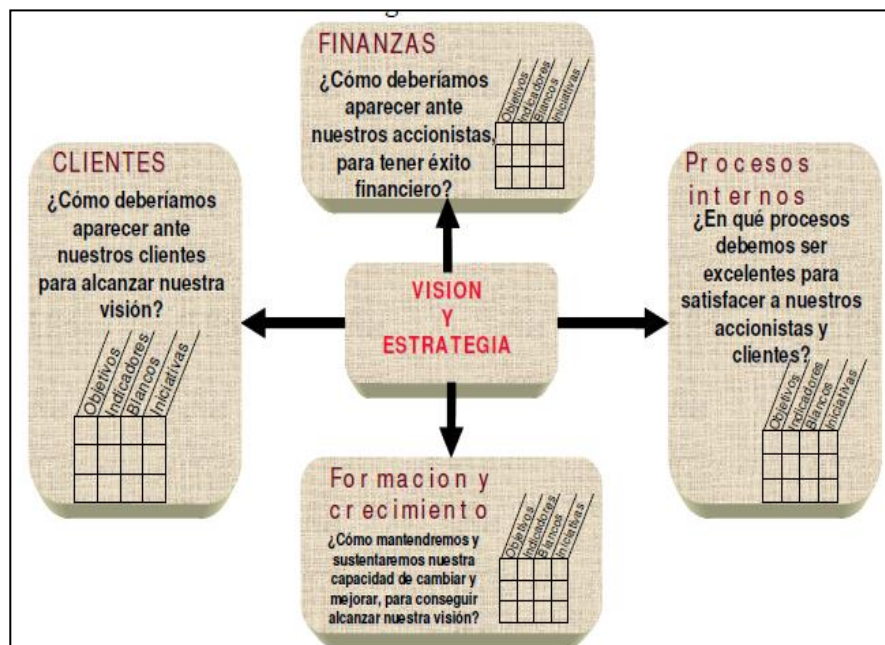 FINANZAS
¿Cómo deberíamos
aparecer ante
nuestros accionistas,
para tener éxito
financiero?
Objetivos
Indicadores
Blancos
Iniciativas
CLIENTES
¿Cómo deberíamos
aparecer ante
nuestros clientes
para alcanzar nuestra
visión?
Objetivos
Indicadores
Blancos
Iniciativas
VISION
Y
ESTRATEGIA
Procesos
internos
¿En qué procesos
debemos ser
excelentes para
satisfacer a nuestros
accionistas y
clientes?
Objetivos
Indicadores
Blancos
Iniciativas
Formacion y
crecimiento
¿Cómo mantendremos y
sustentaremos nuestra
capacidad de cambiar y
mejorar, para conseguir
alcanzar nuestra visión?
Objetivos
Indicadores
Blancos
Iniciativas